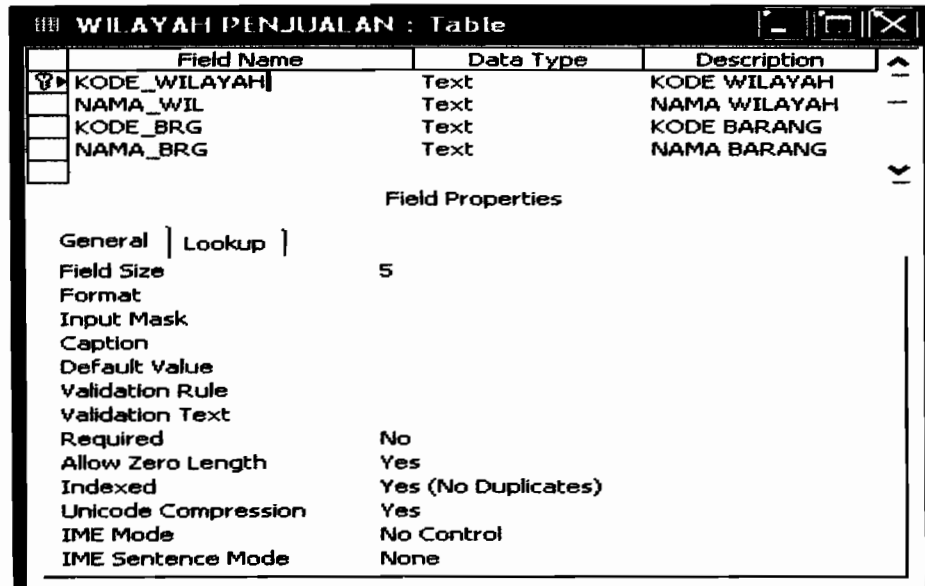 WILAYAH PENJUALAN : Table
Field Name Data Type Description
KODE_WILAYAH Text KODE WILAYAH
NAMA_WIL Text NAMA WILAYAH
KODE_BRG Text KODE BARANG
NAMA_BRG Text NAMA BARANG
Field Properties
General Lookup
Field Size 5
Format
Input Mask
Caption
Default Value
Validation Rule
Validation Text
Required No
Allow Zero Length Yes
Indexed Yes (No Duplicates)
Unicode Compression Yes
IME Mode No Control
IME Sentence Mode None